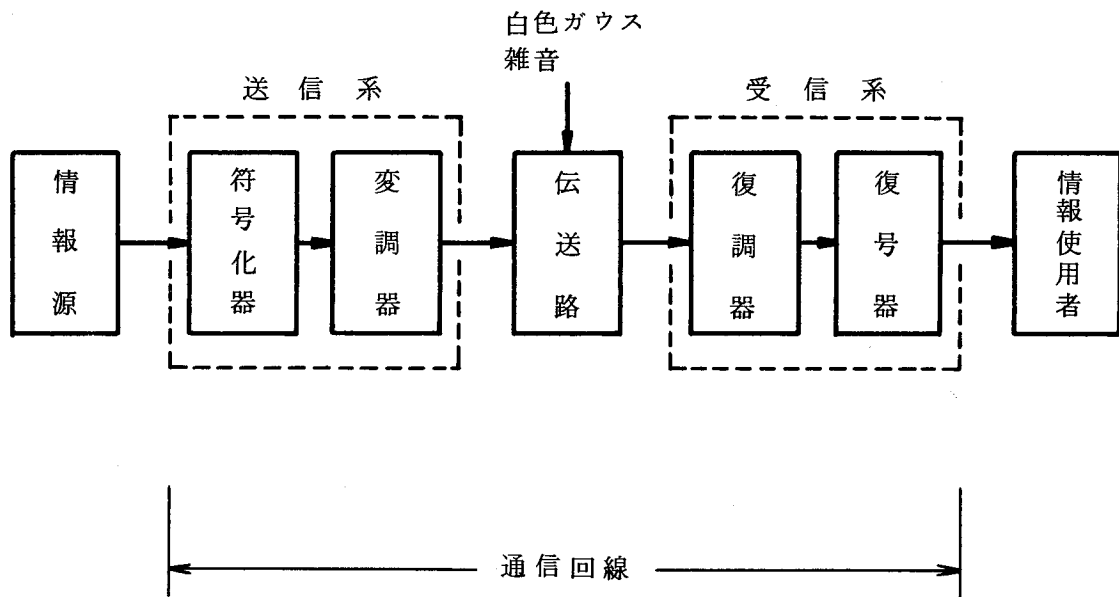 白色ガウス
雑音
送信系
受信系
情報源
符号化器
変調器
伝送路
復調器
復号器
情報使用者
通信回線